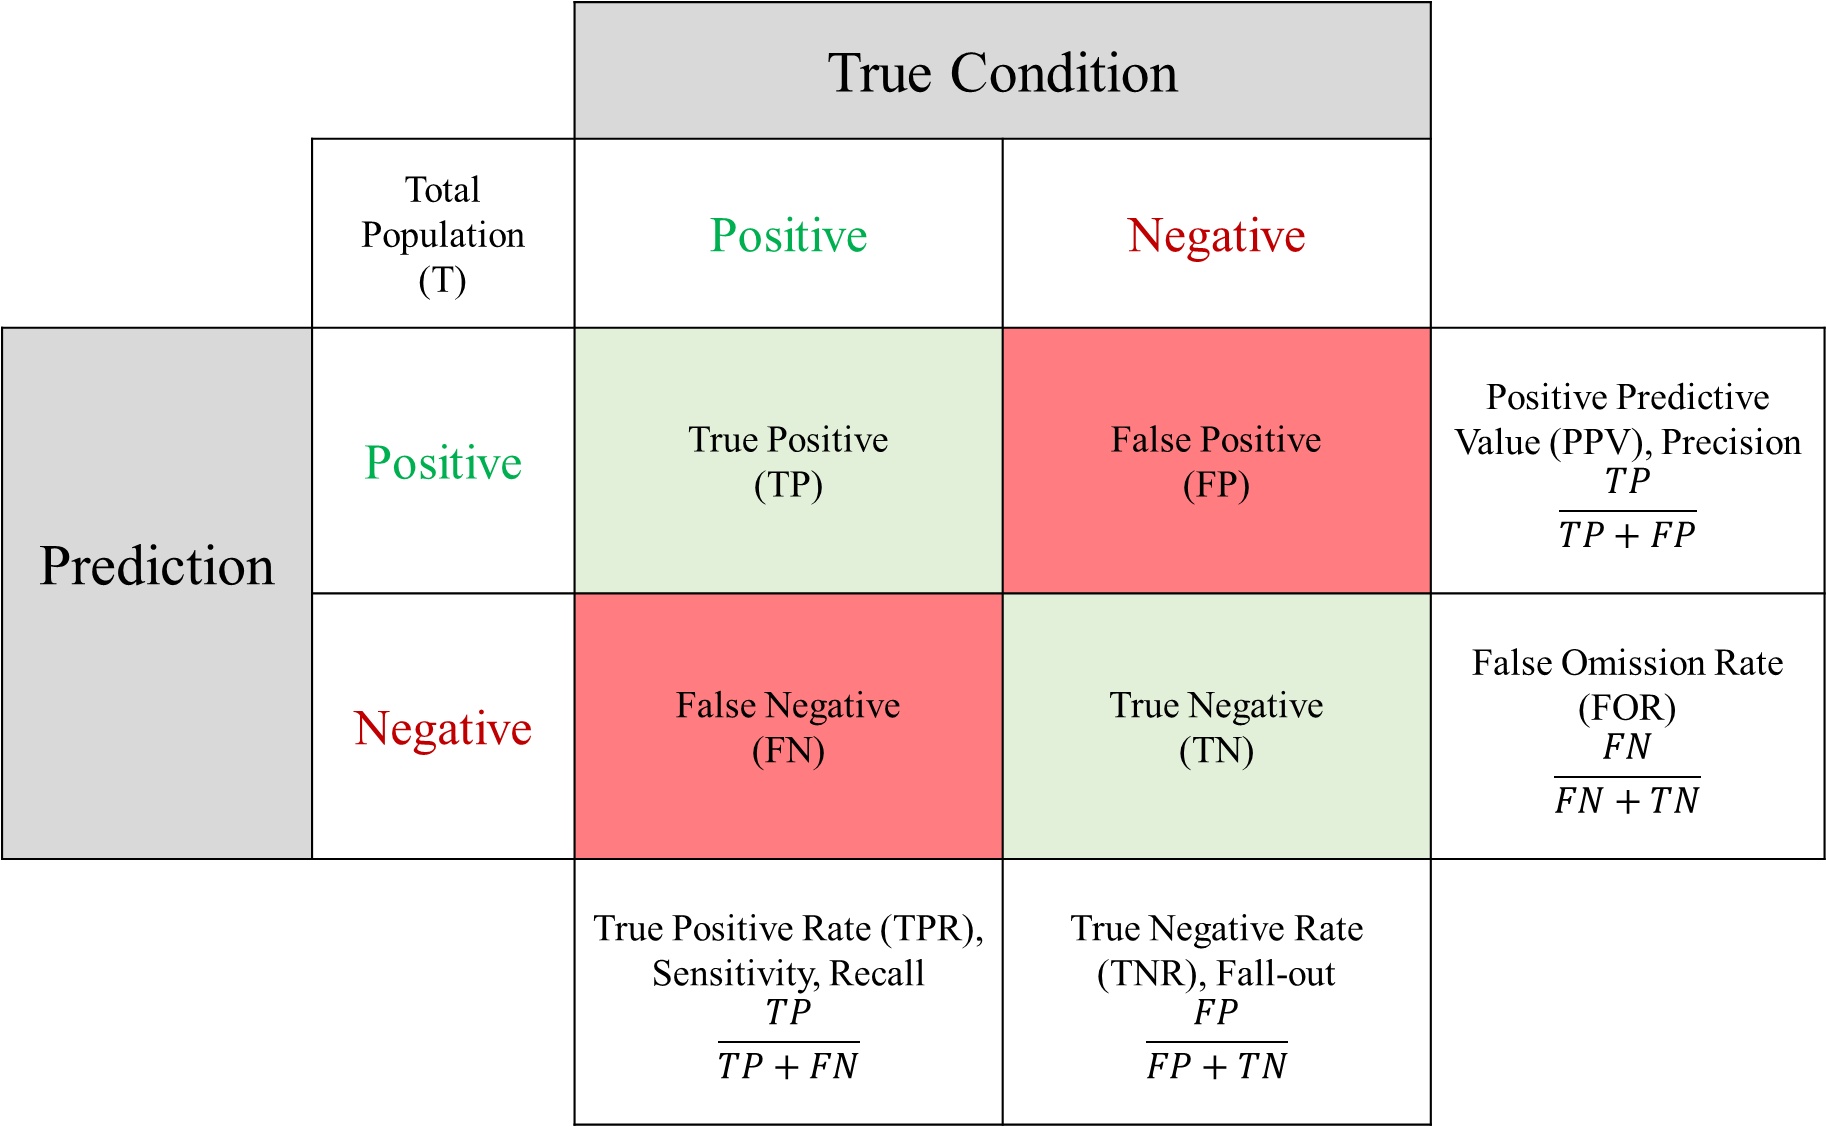 True Condition
Total
Population
(T)
Positive
Negative
Prediction
Positive
True Positive
(TP)
False Positive
(FP)
Positive Predictive
Value (PPV), Precision
TP
TP + FP
Negative
False Negative
(FN)
True Negative
(TN)
False Omission Rate
(FOR)
FN
FN + TN
True Positive Rate (TPR),
Sensitivity, Recall
TP
TP + FN
True Negative Rate
(TNR), Fall-out
FP
FP + TN